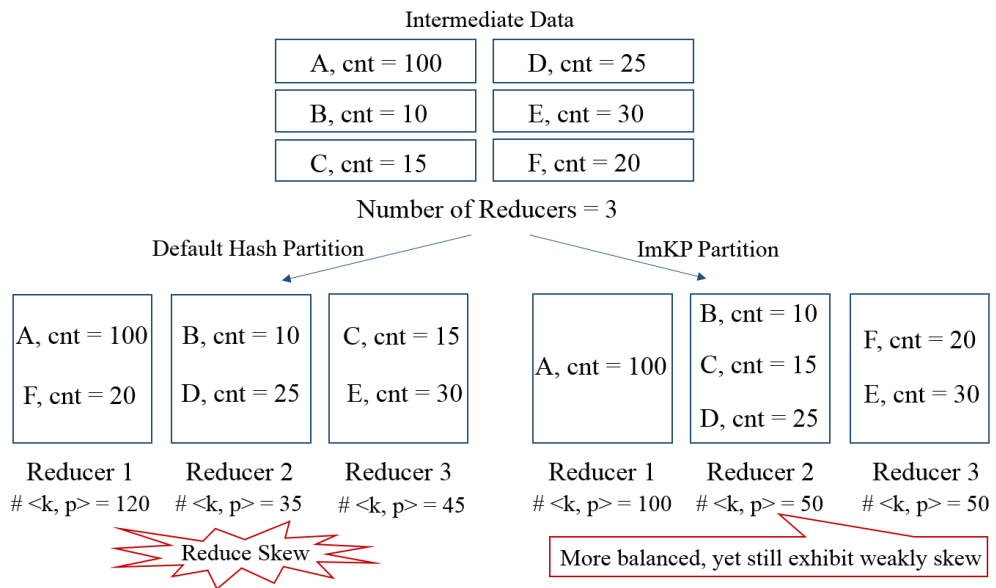 Intermediate Data
A, cnt = 100
D, cnt = 25
B, cnt = 10
E, cnt = 30
C, cnt = 15
F, cnt = 20
Number of Reducers = 3
Default Hash Partition
ImKP Partition
A, cnt = 100
F, cnt = 20
B, cnt = 10
D, cnt = 25
C, cnt = 15
E, cnt = 30
A, cnt = 100
B, cnt = 10
C, cnt = 15
D, cnt = 25
F, cnt = 20
E, cnt = 30
Reducer 1
# <k, p> = 120
Reducer 2
# <k, p> = 35
Reducer 3
# <k, p> = 45
Reducer 1
# <k, p> = 100
Reducer 2
# <k, p> = 50
Reducer 3
# <k, p> = 50
Reduce Skew
More balanced, yet still exhibit weakly skew